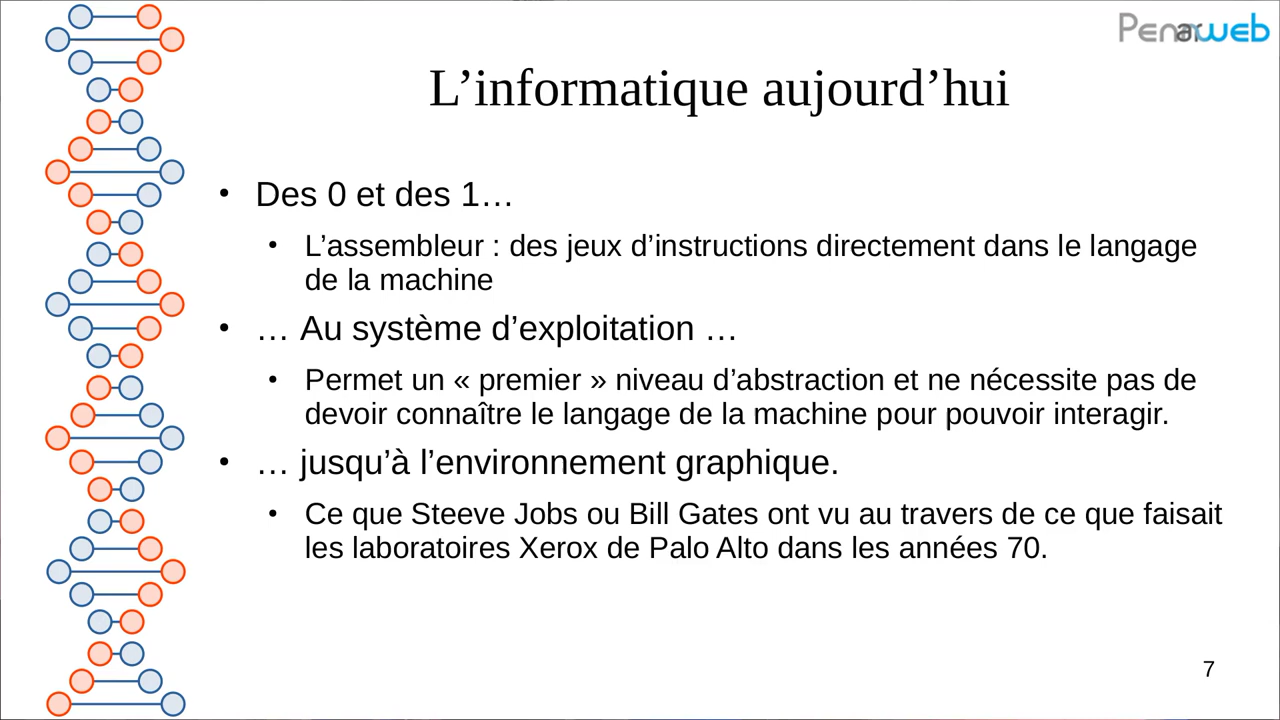 Penarweb
L’informatique aujourd’hui
• Des 0 et des 1…
• L’assembleur : des jeux d’instructions directement dans le langage
de la machine
• … Au système d’exploitation …
• Permet un « premier » niveau d’abstraction et ne nécessite pas de
devoir connaître le langage de la machine pour pouvoir interagir.
• … jusqu’à l’environnement graphique.
• Ce que Steeve Jobs ou Bill Gates ont vu au travers de ce que faisait
les laboratoires Xerox de Palo Alto dans les années 70.
7